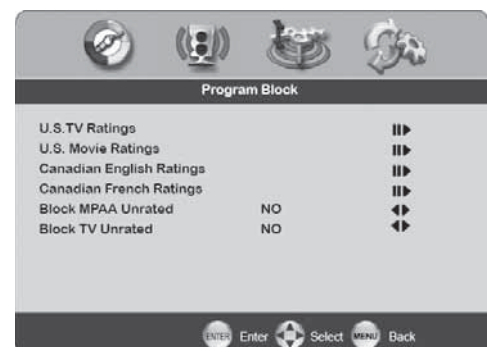 Program Block
U.S.TV Ratings
U.S. Movie Ratings
Canadian English Ratings
Canadian French Ratings
Block MPAA Unrated NO
Block TV Unrated NO
ENTER Enter Select MENU Back